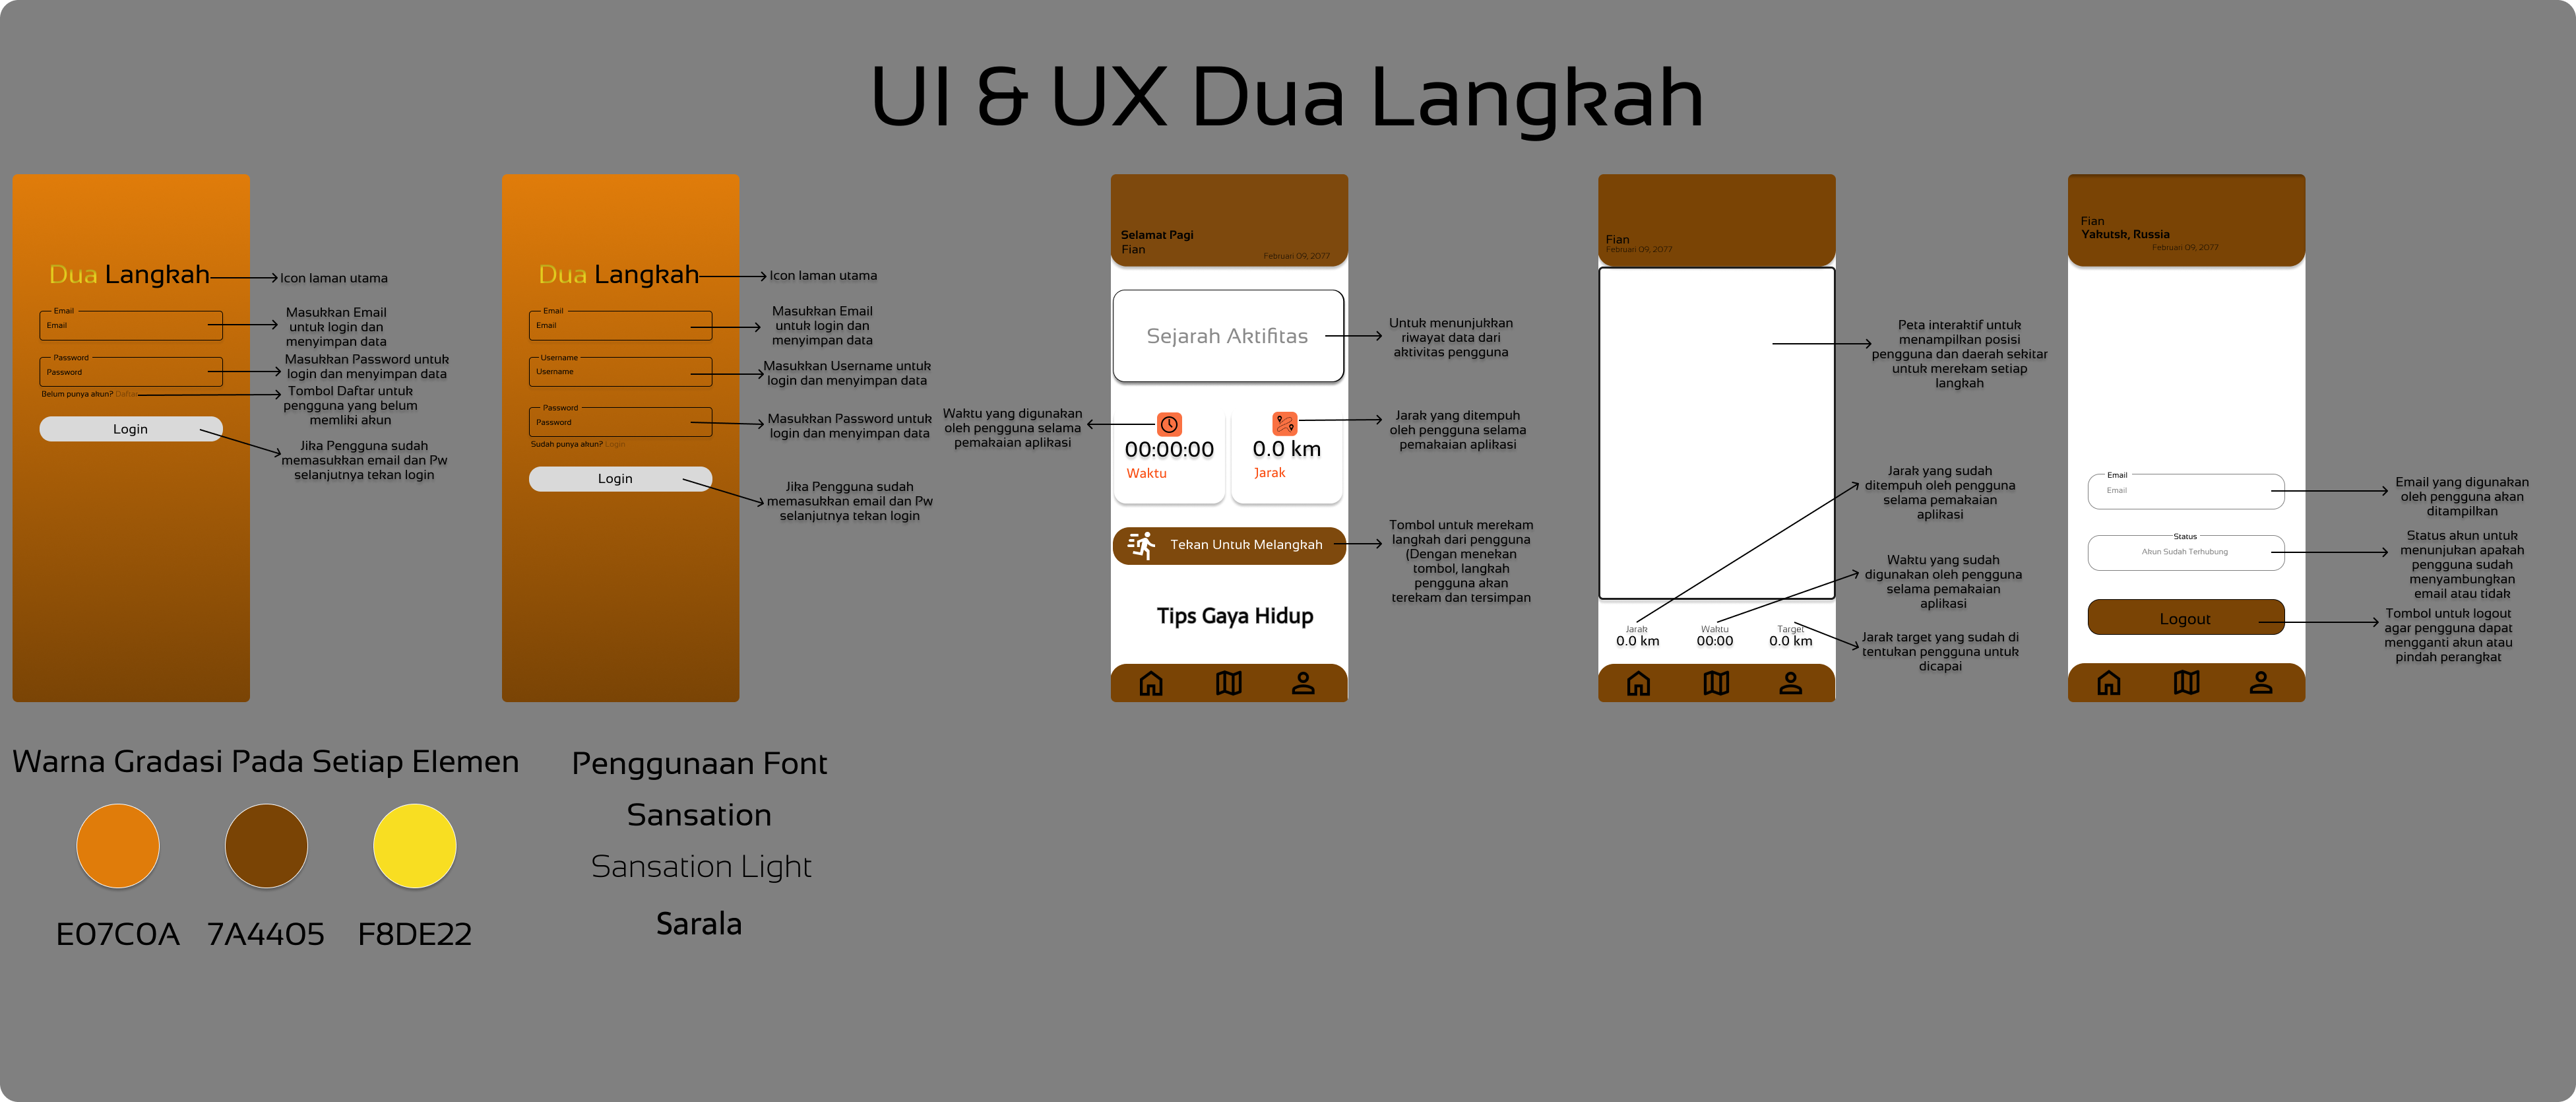 UI & UX Dua Langkah
Dua Langkah
Icon laman utama
Email
Email
Masukkan Email
untuk login dan
menyimpan data
Password
Password
Masukkan Password untuk
login dan menyimpan data
Belum punya akun? Daftar
Tombol Daftar untuk
pengguna yang belum
memliki akun
Login
Jika Pengguna sudah
memasukkan email dan Pw
selanjutnya tekan login
Dua Langkah
Icon laman utama
Email
Email
Masukkan Email
untuk login dan
menyimpan data
Username
Username
Masukkan Username untuk
login dan menyimpan data
Password
Password
Masukkan Password untuk
login dan menyimpan data
Sudah punya akun? Login
Login
Jika Pengguna sudah
memasukkan email dan Pw
selanjutnya tekan login
Selamat Pagi
Fian
Februari 09, 2077
Sejarah Aktifitas
Untuk menunjukkan
riwayat data dari
aktivitas pengguna
Waktu yang digunakan
oleh pengguna selama
pemakaian aplikasi
00:00:00
Waktu
0.0 km
Jarak
Jarak yang ditempuh
oleh pengguna selama
pemakaian aplikasi
Tekan Untuk Melangkah
Tombol untuk merekam
langkah dari pengguna
(Dengan menekan
tombol, langkah
pengguna akan
terekam dan tersimpan
Tips Gaya Hidup
Fian
Februari 09, 2077
Peta interaktif untuk
menampilkan posisi
pengguna dan daerah sekitar
untuk merekam setiap
langkah
Jarak yang sudah
ditempuh oleh pengguna
selama pemakaian
aplikasi
Waktu yang sudah
digunakan oleh pengguna
selama pemakaian
aplikasi
Jarak
0.0 km
Waktu
00:00
Target
0.0 km
Jarak target yang sudah di
tentukan pengguna untuk
dicapai
Fian
Yakutsk, Russia
Februari 09, 2077
Email
Email
Email yang digunakan
oleh pengguna akan
ditampilkan
Status
Akun Sudah Terhubung
Status akun untuk
menunjukan apakah
pengguna sudah
menyambungkan
email atau tidak
Logout
Tombol untuk logout
agar pengguna dapat
mengganti akun atau
pindah perangkat
Warna Gradasi Pada Setiap Elemen
E07C0A
7A4405
F8DE22
Penggunaan Font
Sansation
Sansation Light
Sarala